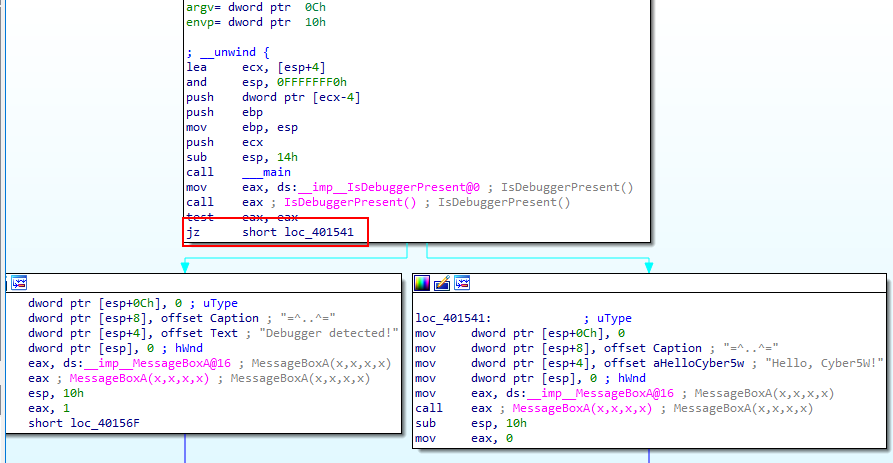 argv= dword ptr  0Ch
envp= dword ptr  10h
; __unwind {
lea     ecx, [esp+4]
and     esp, 0FFFFFFF0h
push    dword ptr [ecx-4]
push    ebp
mov     ebp, esp
push    ecx
sub     esp, 14h
call    ___main
mov     eax, ds:__imp__IsDebuggerPresent@0 ; IsDebuggerPresent()
call    eax ; IsDebuggerPresent() ; IsDebuggerPresent()
test    eax, eax
jz      short loc_401541
dword ptr [esp+0Ch], 0 ; uType
dword ptr [esp+8], offset Caption ; "=^..^="
dword ptr [esp+4], offset Text ; "Debugger detected!"
dword ptr [esp], 0 ; hWnd
eax, ds:__imp__MessageBoxA@16 ; MessageBoxA(x,x,x,x)
eax ; MessageBoxA(x,x,x,x) ; MessageBoxA(x,x,x,x)
esp, 10h
eax, 1
short loc_40156F
loc_401541:             ; uType
mov     dword ptr [esp+0Ch], 0
mov     dword ptr [esp+8], offset Caption ; "=^..^="
mov     dword ptr [esp+4], offset aHelloCyber5w ; "Hello, Cyber5W!"
mov     dword ptr [esp], 0 ; hWnd
mov     eax, ds:__imp__MessageBoxA@16 ; MessageBoxA(x,x,x,x)
call    eax ; MessageBoxA(x,x,x,x) ; MessageBoxA(x,x,x,x)
sub     esp, 10h
mov     eax, 0